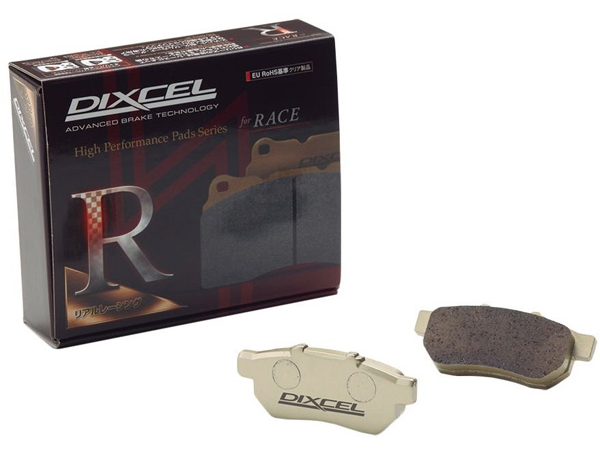 R
RACE
DIXCEL
ADVANCED BRAKE TECHNOLOGY
EU RoHS基準クリア製品
High Performance Pads Series
for RACE
R
リアルレーシング
DIXCEL